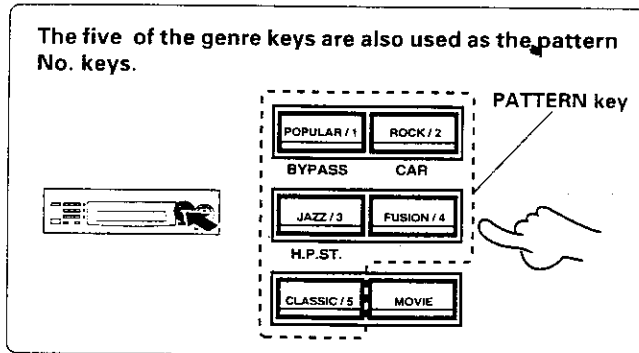 The five of the genre keys are also used as the pattern
No. keys.
PATTERN key
POPULAR / 1 ROCK / 2
BYPASS CAR
JAZZ / 3 FUSION / 4
H.P.ST.
CLASSIC / 5 MOVIE